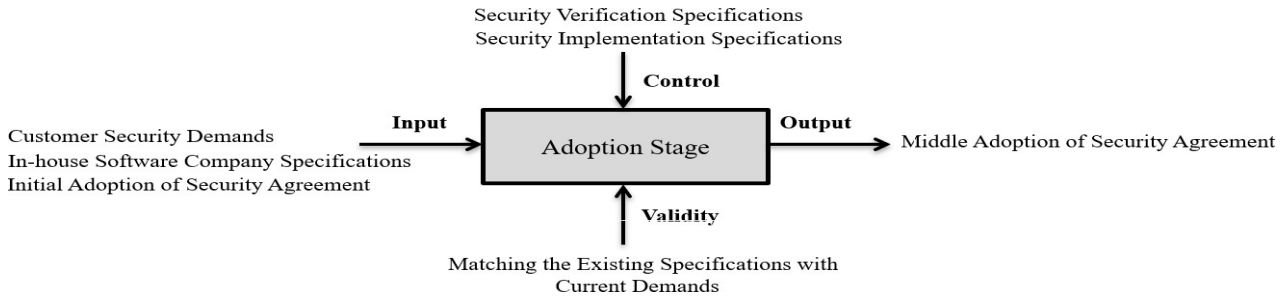 Security Verification Specifications
Security Implementation Specifications
Control
Input
Customer Security Demands
In-house Software Company Specifications
Initial Adoption of Security Agreement
Adoption Stage
Output
Middle Adoption of Security Agreement
Validity
Matching the Existing Specifications with
Current Demands